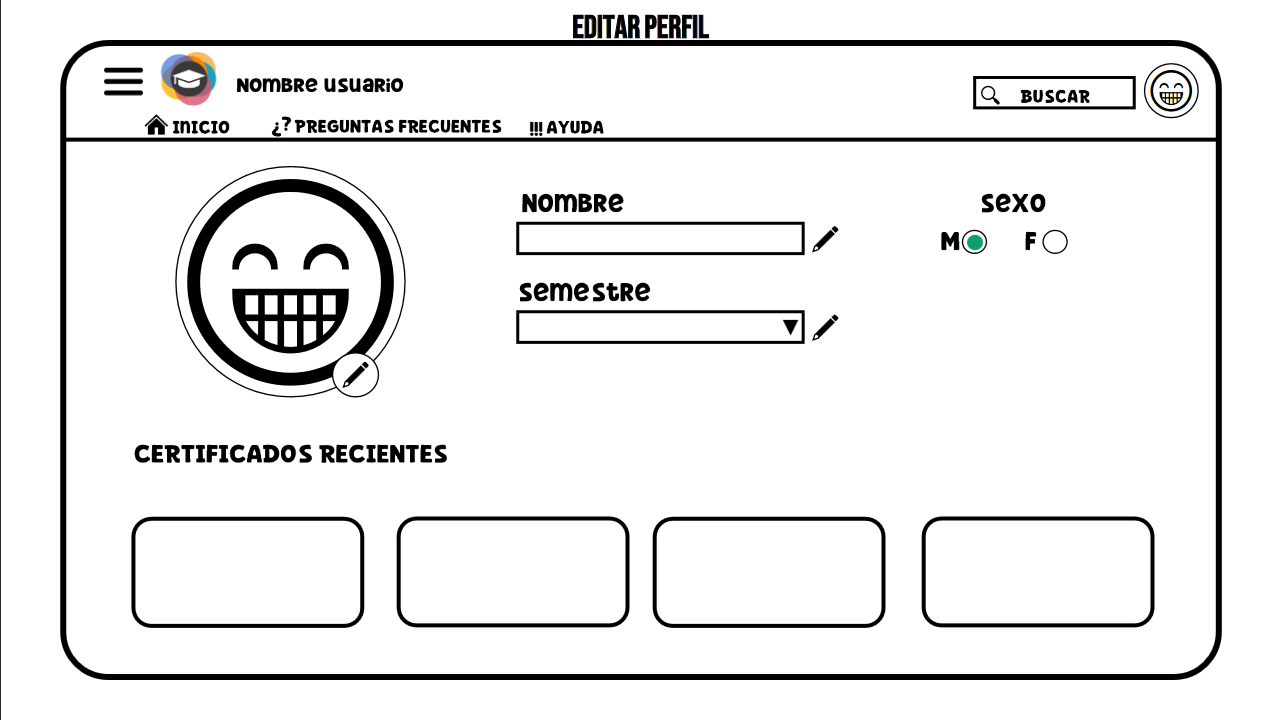 EDITAR PERFIL
NOMBRE USUARIO
BUSCAR
INICIO ¿? PREGUNTAS FRECUENTES !!! AYUDA
NOMBRE
SEXO
M F
SEMESTRE
CERTIFICADOS RECIENTES